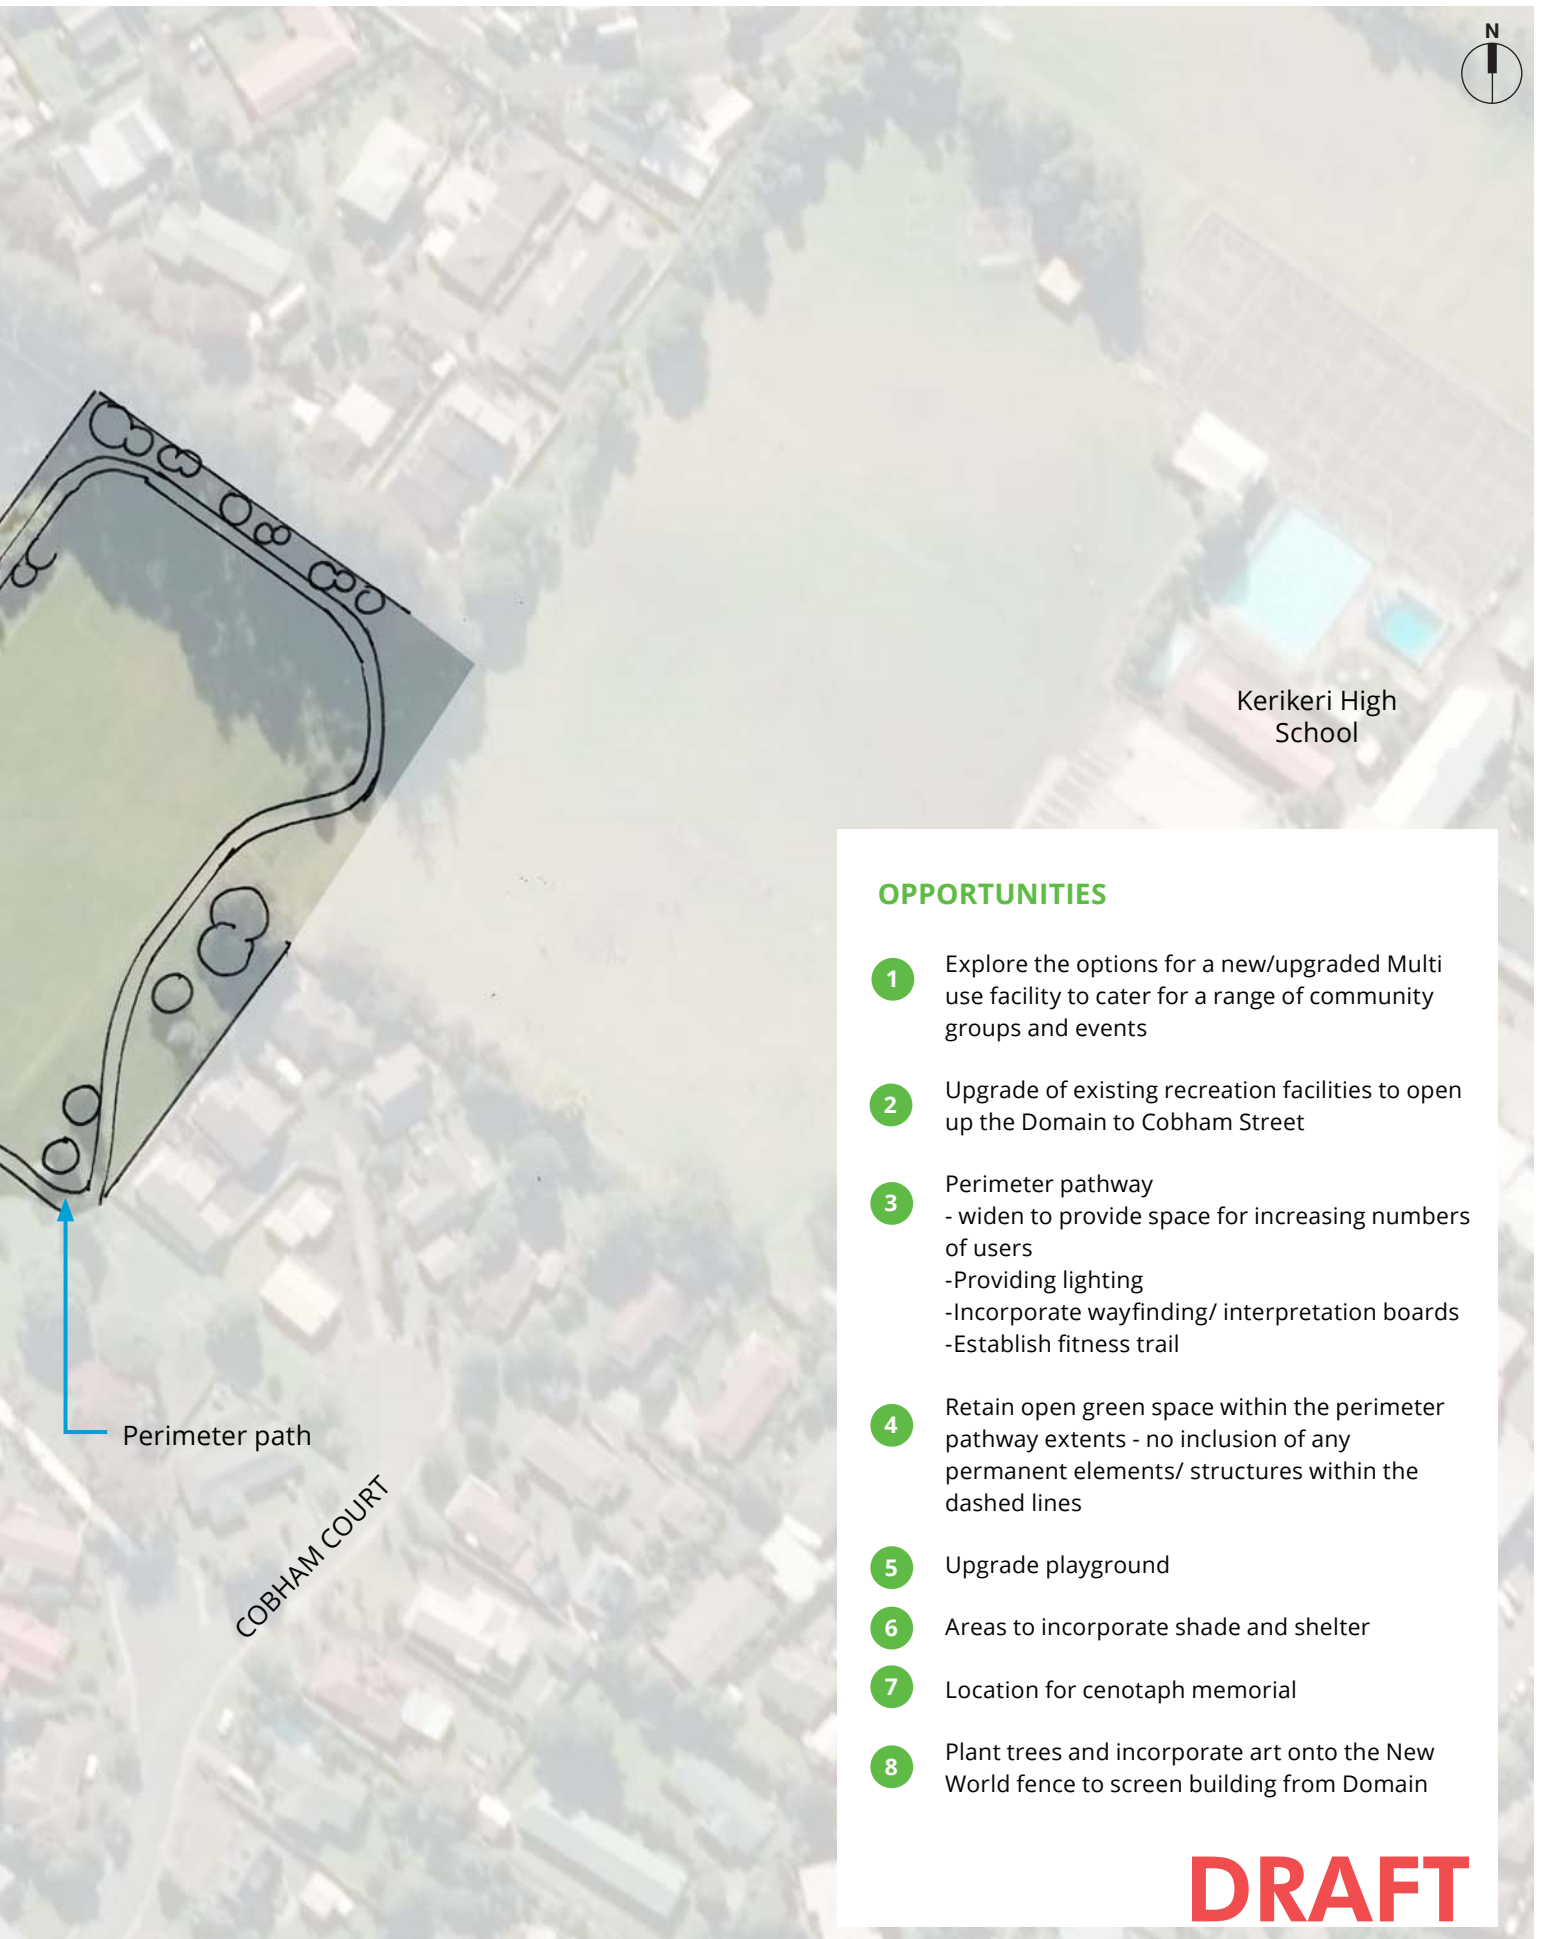 N
Kerikeri High
School
OPPORTUNITIES
1
Explore the options for a new/upgraded Multi
use facility to cater for a range of community
groups and events
2
Upgrade of existing recreation facilities to open
up the Domain to Cobham Street
3
Perimeter pathway
- widen to provide space for increasing numbers
of users
-Providing lighting
-Incorporate wayfinding/ interpretation boards
-Establish fitness trail
4
Retain open green space within the perimeter
pathway extents - no inclusion of any
permanent elements/ structures within the
dashed lines
5
Upgrade playground
6
Areas to incorporate shade and shelter
7
Location for cenotaph memorial
8
Plant trees and incorporate art onto the New
World fence to screen building from Domain
DRAFT
Perimeter path
COBHAM COURT